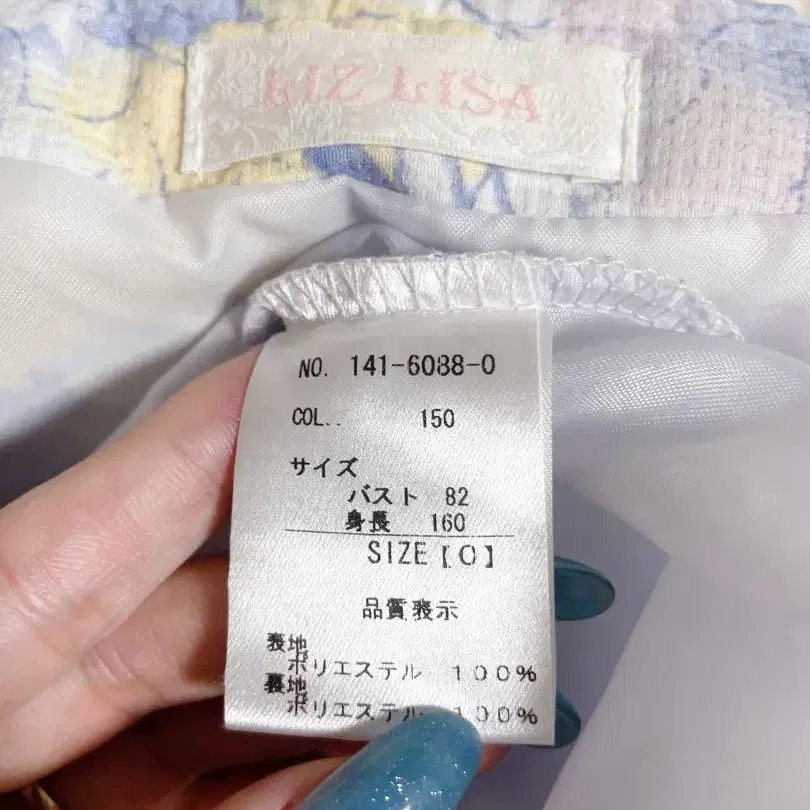 LIZ LISA
NO. 141-6088-0
COL.. 150
サイズ
バスト 82
身長 160
SIZE【O】
品質表示
表地
ポリエステル 100%
裏地
ポリエステル 100%